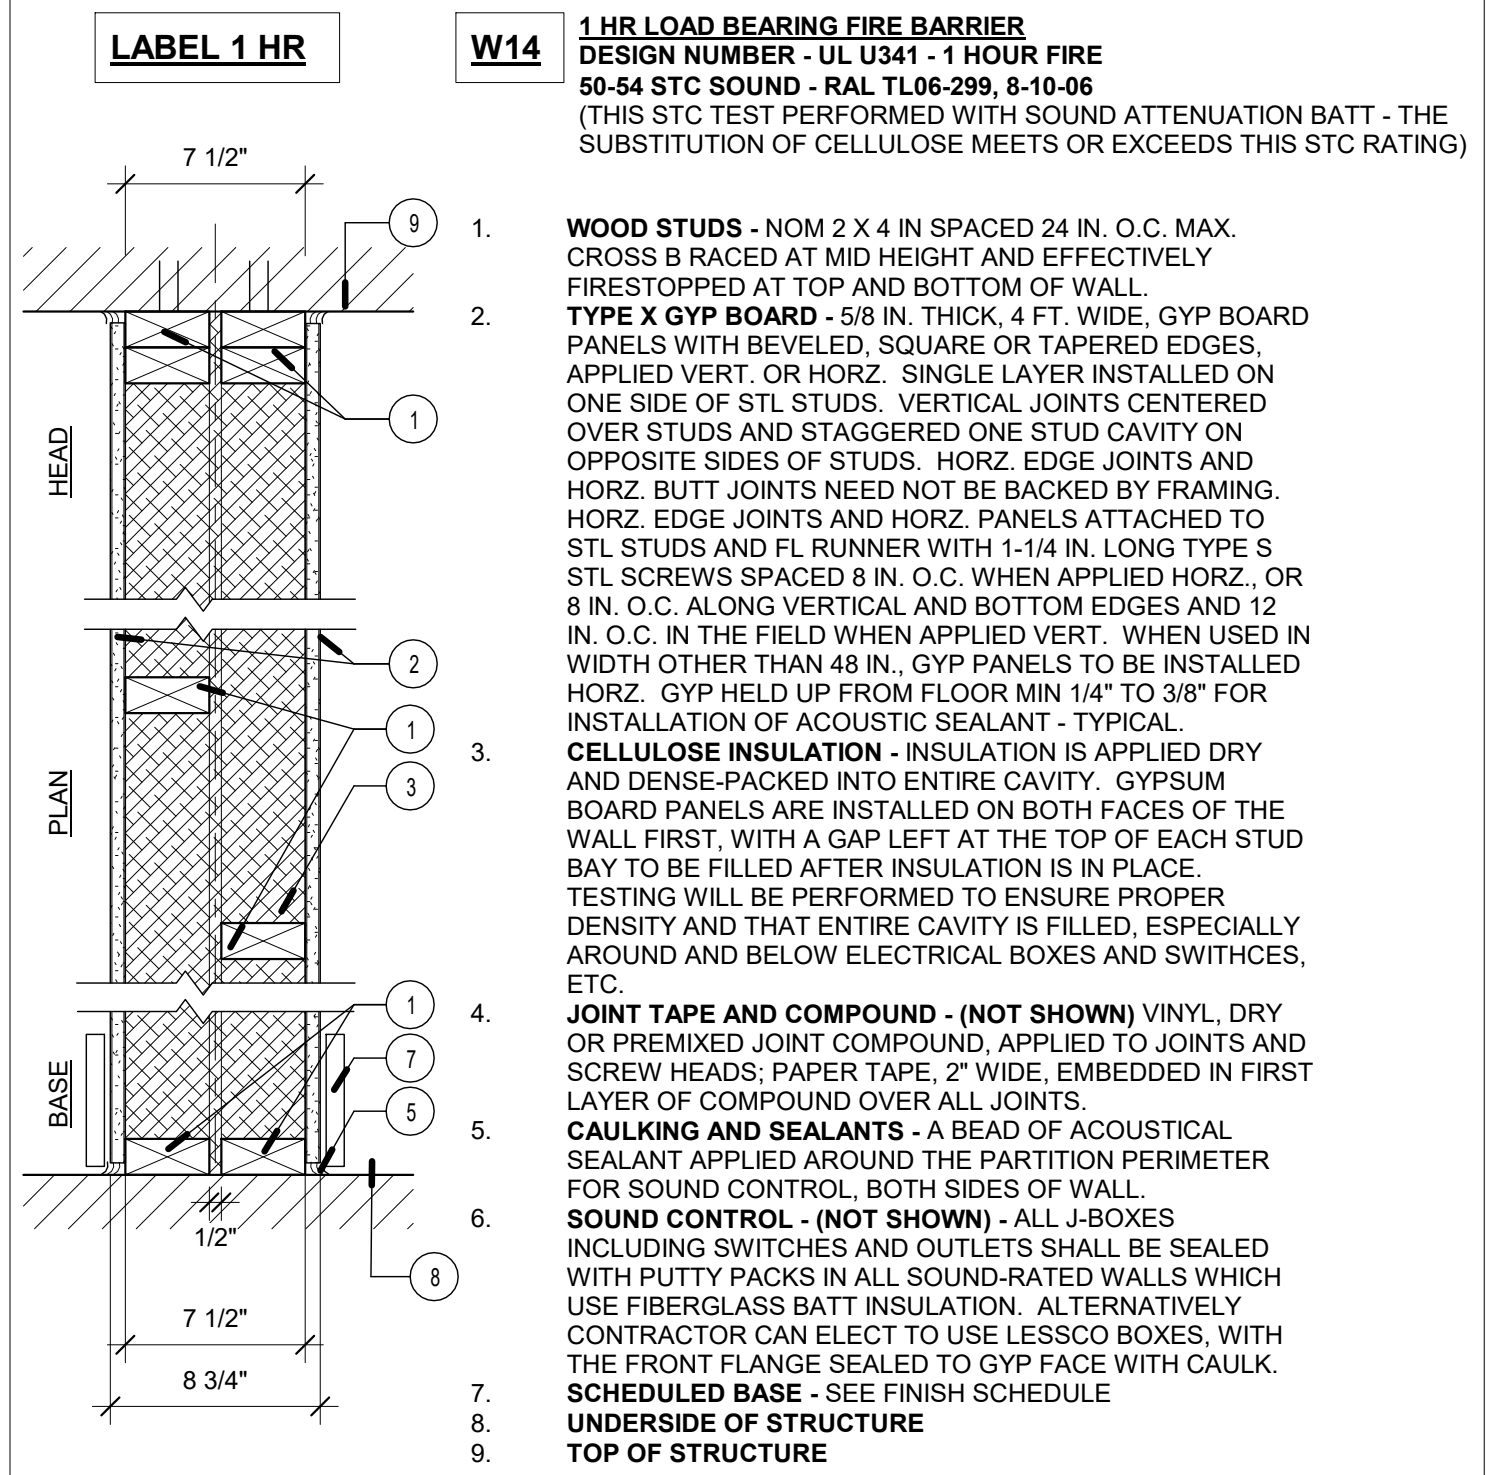 LABEL 1 HR
W14
1 HR LOAD BEARING FIRE BARRIER
DESIGN NUMBER - UL U341 - 1 HOUR FIRE
50-54 STC SOUND - RAL TL06-299, 8-10-06
(THIS STC TEST PERFORMED WITH SOUND ATTENUATION BATT - THE
SUBSTITUTION OF CELLULOSE MEETS OR EXCEEDS THIS STC RATING)
7 1/2"
9
1
HEAD
2
1
3
PLAN
1
7
5
BASE
1/2"
8
7 1/2"
8 3/4"
1. WOOD STUDS - NOM 2 X 4 IN SPACED 24 IN. O.C. MAX.
CROSS B RACED AT MID HEIGHT AND EFFECTIVELY
FIRESTOPPED AT TOP AND BOTTOM OF WALL.
2. TYPE X GYP BOARD - 5/8 IN. THICK, 4 FT. WIDE, GYP BOARD
PANELS WITH BEVELED, SQUARE OR TAPERED EDGES,
APPLIED VERT. OR HORZ. SINGLE LAYER INSTALLED ON
ONE SIDE OF STL STUDS. VERTICAL JOINTS CENTERED
OVER STUDS AND STAGGERED ONE STUD CAVITY ON
OPPOSITE SIDES OF STUDS. HORZ. EDGE JOINTS AND
HORZ. BUTT JOINTS NEED NOT BE BACKED BY FRAMING.
HORZ. EDGE JOINTS AND HORZ. PANELS ATTACHED TO
STL STUDS AND FL RUNNER WITH 1-1/4 IN. LONG TYPE S
STL SCREWS SPACED 8 IN. O.C. WHEN APPLIED HORZ., OR
8 IN. O.C. ALONG VERTICAL AND BOTTOM EDGES AND 12
IN. O.C. IN THE FIELD WHEN APPLIED VERT. WHEN USED IN
WIDTH OTHER THAN 48 IN., GYP PANELS TO BE INSTALLED
HORZ. GYP HELD UP FROM FLOOR MIN 1/4" TO 3/8" FOR
INSTALLATION OF ACOUSTIC SEALANT - TYPICAL.
3. CELLULOSE INSULATION - INSULATION IS APPLIED DRY
AND DENSE-PACKED INTO ENTIRE CAVITY. GYPSUM
BOARD PANELS ARE INSTALLED ON BOTH FACES OF THE
WALL FIRST, WITH A GAP LEFT AT THE TOP OF EACH STUD
BAY TO BE FILLED AFTER INSULATION IS IN PLACE.
TESTING WILL BE PERFORMED TO ENSURE PROPER
DENSITY AND THAT ENTIRE CAVITY IS FILLED, ESPECIALLY
AROUND AND BELOW ELECTRICAL BOXES AND SWITHCES,
ETC.
4. JOINT TAPE AND COMPOUND - (NOT SHOWN) VINYL, DRY
OR PREMIXED JOINT COMPOUND, APPLIED TO JOINTS AND
SCREW HEADS; PAPER TAPE, 2" WIDE, EMBEDDED IN FIRST
LAYER OF COMPOUND OVER ALL JOINTS.
5. CAULKING AND SEALANTS - A BEAD OF ACOUSTICAL
SEALANT APPLIED AROUND THE PARTITION PERIMETER
FOR SOUND CONTROL, BOTH SIDES OF WALL.
6. SOUND CONTROL - (NOT SHOWN) - ALL J-BOXES
INCLUDING SWITCHES AND OUTLETS SHALL BE SEALED
WITH PUTTY PACKS IN ALL SOUND-RATED WALLS WHICH
USE FIBERGLASS BATT INSULATION. ALTERNATIVELY
CONTRACTOR CAN ELECT TO USE LESSCO BOXES, WITH
THE FRONT FLANGE SEALED TO GYP FACE WITH CAULK.
7. SCHEDULED BASE - SEE FINISH SCHEDULE
8. UNDERSIDE OF STRUCTURE
9. TOP OF STRUCTURE